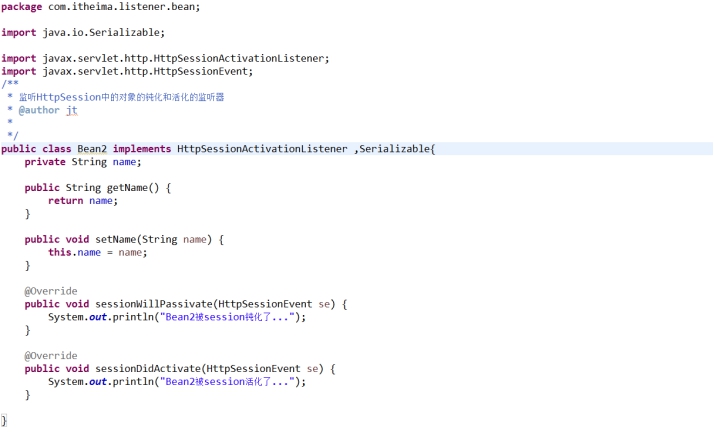 package com.itheima.listener.bean;
import java.io.Serializable;
import javax.servlet.http.HttpSessionActivationListener;
import javax.servlet.http.HttpSessionEvent;
/**
 * 监听HttpSession中的对象的钝化和活化的监听器
 * @author jt
 *
 */
public class Bean2 implements HttpSessionActivationListener ,Serializable{
    private String name;
    public String getName() {
        return name;
    }
    public void setName(String name) {
        this.name = name;
    }
    @Override
    public void sessionWillPassivate(HttpSessionEvent se) {
        System.out.println("Bean2被session钝化了...");
    }
    @Override
    public void sessionDidActivate(HttpSessionEvent se) {
        System.out.println("Bean2被session活化了...");
    }
}